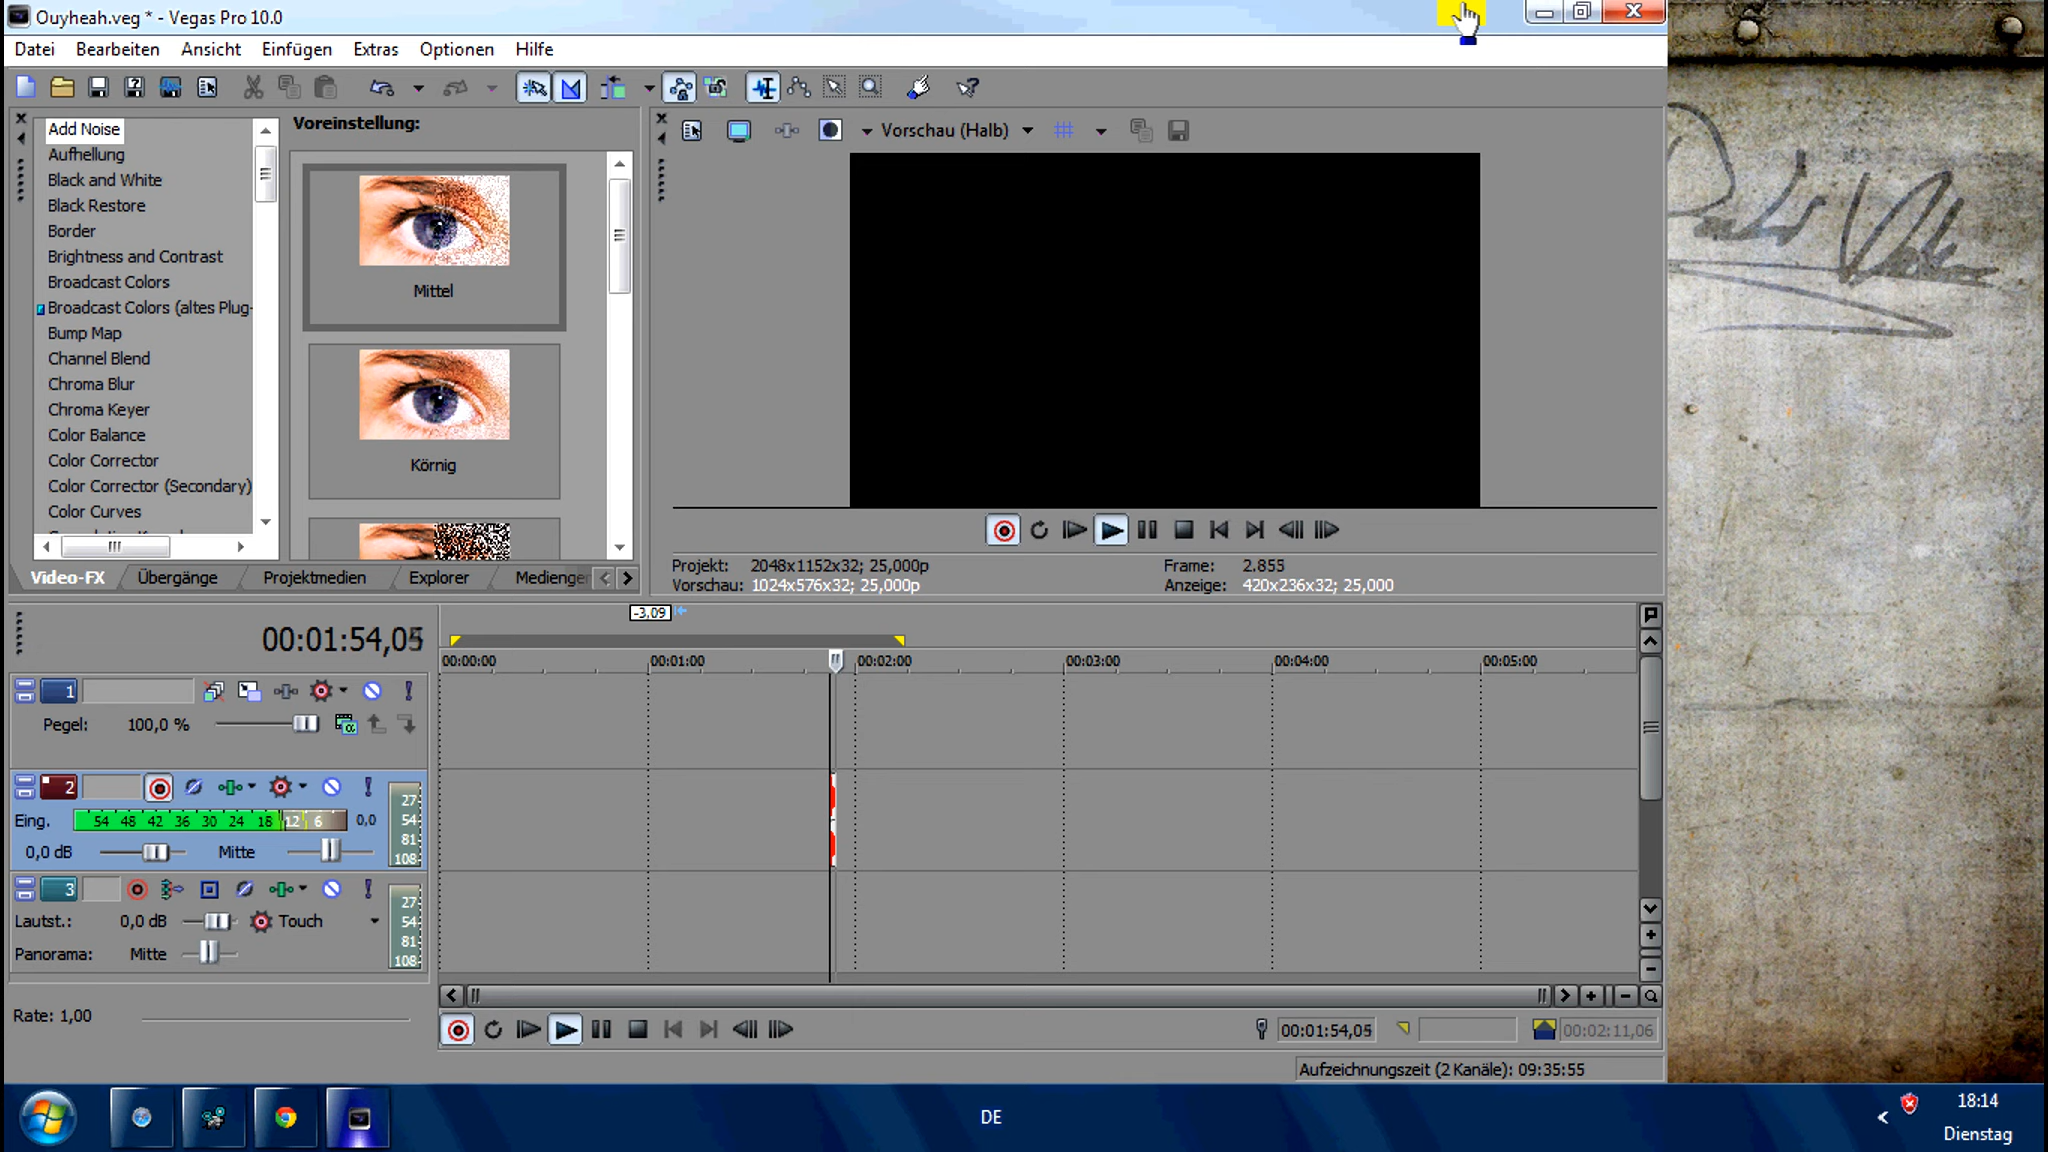 Ouyheah.veg * - Vegas Pro 10.0
Datei Bearbeiten Ansicht Einfügen Extras Optionen Hilfe
Add Noise
Aufhellung
Black and White
Black Restore
Border
Brightness and Contrast
Broadcast Colors
Broadcast Colors (altes Plug-
Bump Map
Channel Blend
Chroma Blur
Chroma Keyer
Color Balance
Color Corrector
Color Corrector (Secondary)
Color Curves
Voreinstellung:
Mittel
Körnig
Video-FX Übergänge Projektmedien Explorer Medienger
Vorschau (Halb)
Projekt: 2048x1152x32; 25,000p Frame: 2.855
Vorschau: 1024x576x32; 25,000p Anzeige: 420x236x32; 25,000
-3.09
00:01:54,05
00:00:00 00:01:00 00:02:00 00:03:00 00:04:00 00:05:00
1
Pegel: 100,0 %
2
Eing. 54 48 42 36 30 24 18 12 6 0,0
0,0 dB Mitte
27
54
81
108
3
Lautst.: 0,0 dB Touch
Panorama: Mitte
27
54
81
108
Rate: 1,00
00:01:54,05 00:02:11,06
Aufzeichnungszeit (2 Kanäle): 09:35:55
DE
18:14
Dienstag